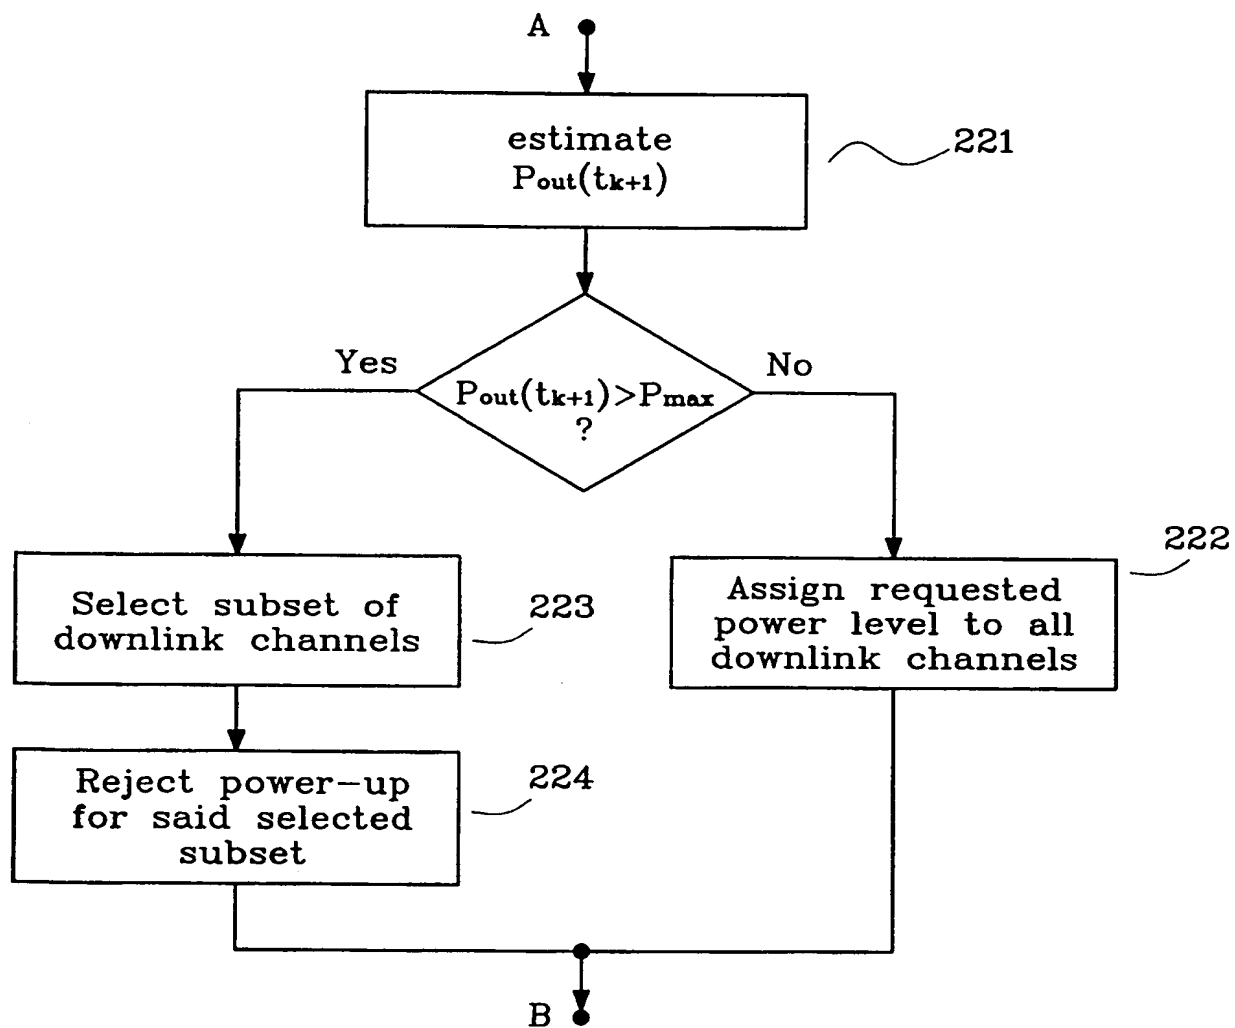 A
estimate
Pout(tk+1)
221
Yes
No
Pout(tk+1)>Pmax
?
222
Assign requested
power level to all
downlink channels
Select subset of
downlink channels
223
Reject power-up
for said selected
subset
224
B